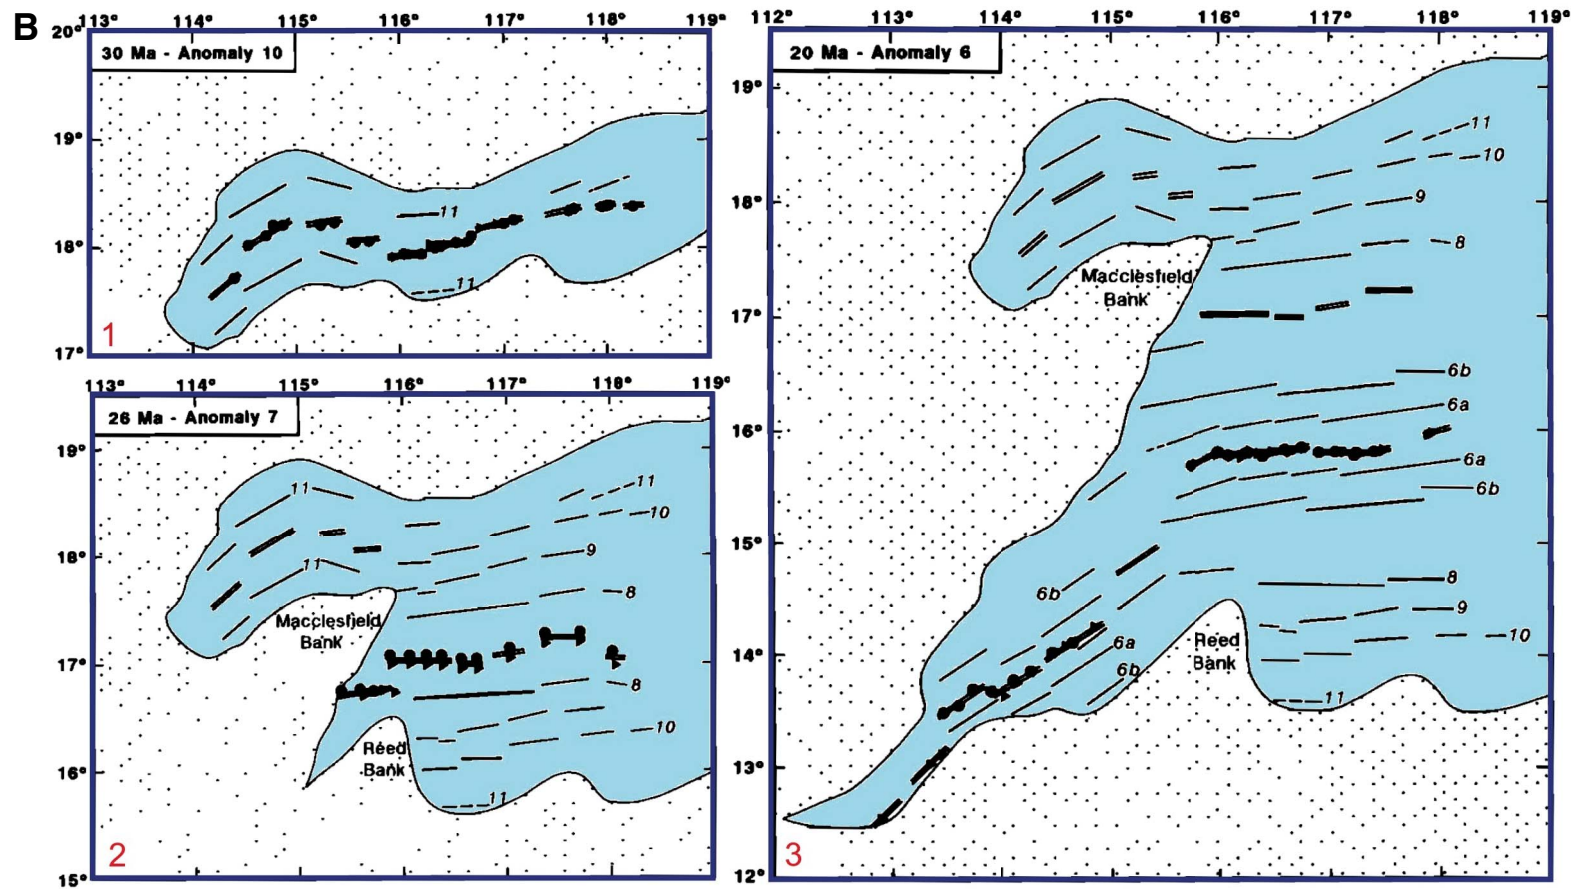 B
113° 114° 115° 116° 117° 118° 119°
20°
30 Ma - Anomaly 10
19°
11
18°
11
17°
1
113° 114° 115° 116° 117° 118° 119°
26 Ma - Anomaly 7
19°
11
11
10
18°
9
11
8
Macclesfield
Bank
17°
8
10
Reed
Bank
16°
11
2
15°
112° 113° 114° 115° 116° 117° 118° 119°
20 Ma - Anomaly 6
19°
11
10
18°
9
8
Macclesfield
Bank
17°
6b
6a
16°
6a
6b
15°
8
6b
9
6a
10
Reed
Bank
14°
6b
11
13°
3
12°